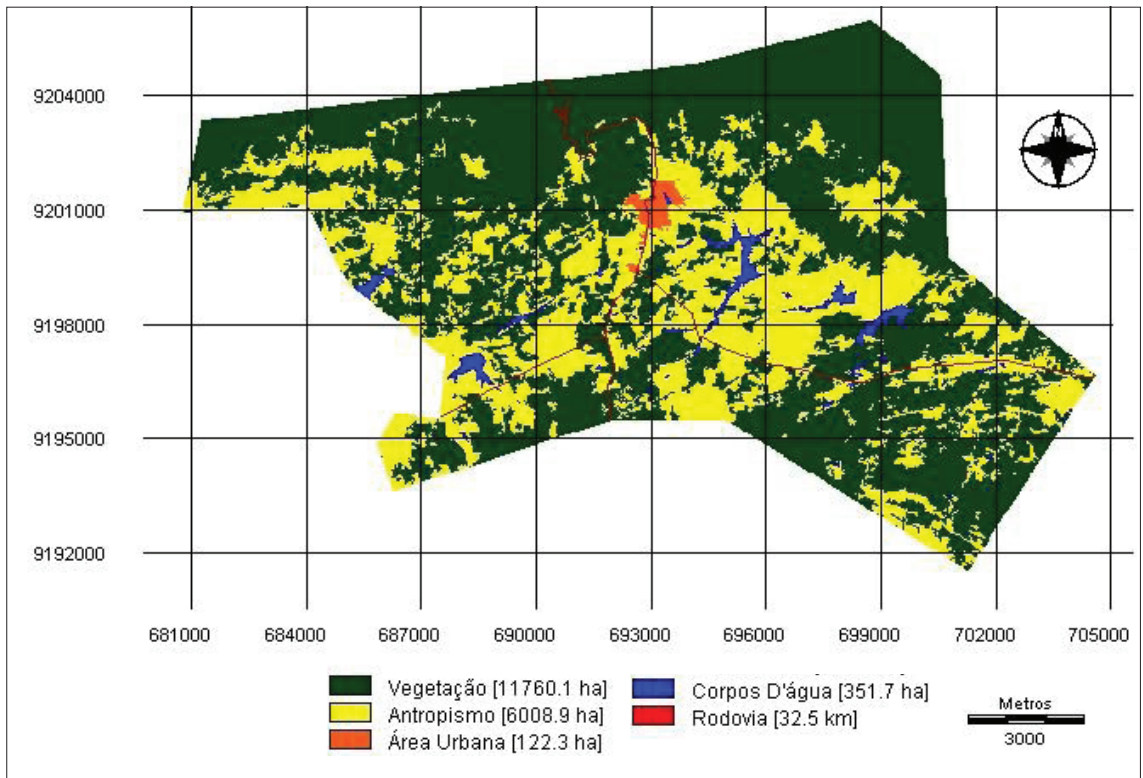 9204000
9201000
9198000
9195000
9192000
681000 684000 687000 690000 693000 696000 699000 702000 705000
Vegetação [11760.1 ha]
Antropismo [6008.9 ha]
Área Urbana [122.3 ha]
Corpos D'água [351.7 ha]
Rodovia [32.5 km]
Metros
3000